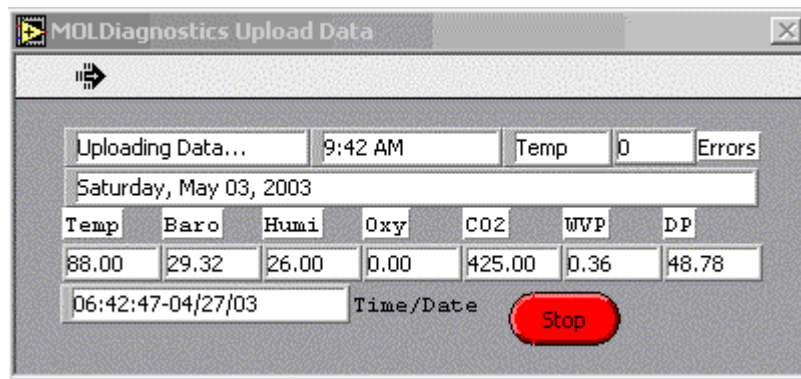 MOLDiagnostics Upload Data
Uploading Data... 9:42 AM Temp 0 Errors
Saturday, May 03, 2003
Temp Baro Humi Oxy CO2 WVP DP
88.00 29.32 26.00 0.00 425.00 0.36 48.78
06:42:47-04/27/03 Time/Date Stop